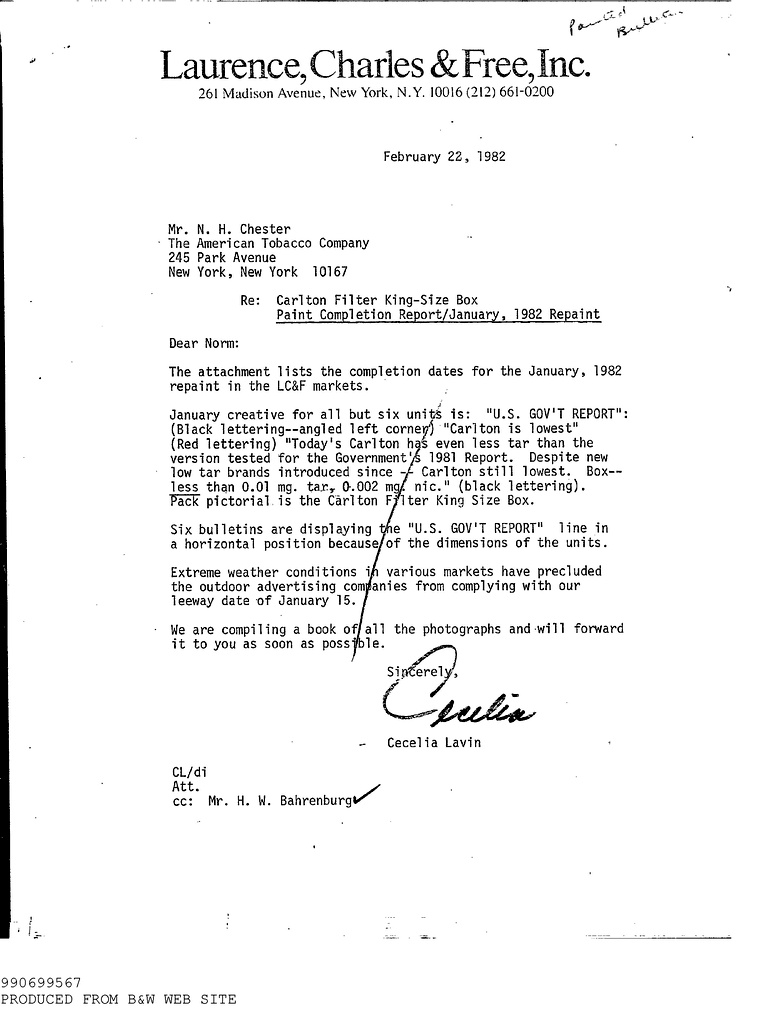 Painted
Bulletin
Laurence, Charles & Free, Inc.
261 Madison Avenue, New York, N.Y. 10016 (212) 661-0200
February 22, 1982
Mr. N. H. Chester
The American Tobacco Company
245 Park Avenue
New York, New York 10167
Re: Carlton Filter King-Size Box
Paint Completion Report/January, 1982 Repaint
Dear Norm:
The attachment lists the completion dates for the January, 1982
repaint in the LC&F markets.
January creative for all but six units is: "U.S. GOV'T REPORT":
(Black lettering--angled left corner) "Carlton is lowest"
(Red lettering) "Today's Carlton has even less tar than the
version tested for the Government's 1981 Report. Despite new
low tar brands introduced since -- Carlton still lowest. Box--
less than 0.01 mg. tar, 0.002 mg. nic." (black lettering).
Pack pictorial is the Carlton Filter King Size Box.
Six bulletins are displaying the "U.S. GOV'T REPORT" line in
a horizontal position because of the dimensions of the units.
Extreme weather conditions in various markets have precluded
the outdoor advertising companies from complying with our
leeway date of January 15.
We are compiling a book of all the photographs and will forward
it to you as soon as possible.
Sincerely,
Cecelia
Cecelia Lavin
CL/di
Att.
cc: Mr. H. W. Bahrenburg
990699567
PRODUCED FROM B&W WEB SITE